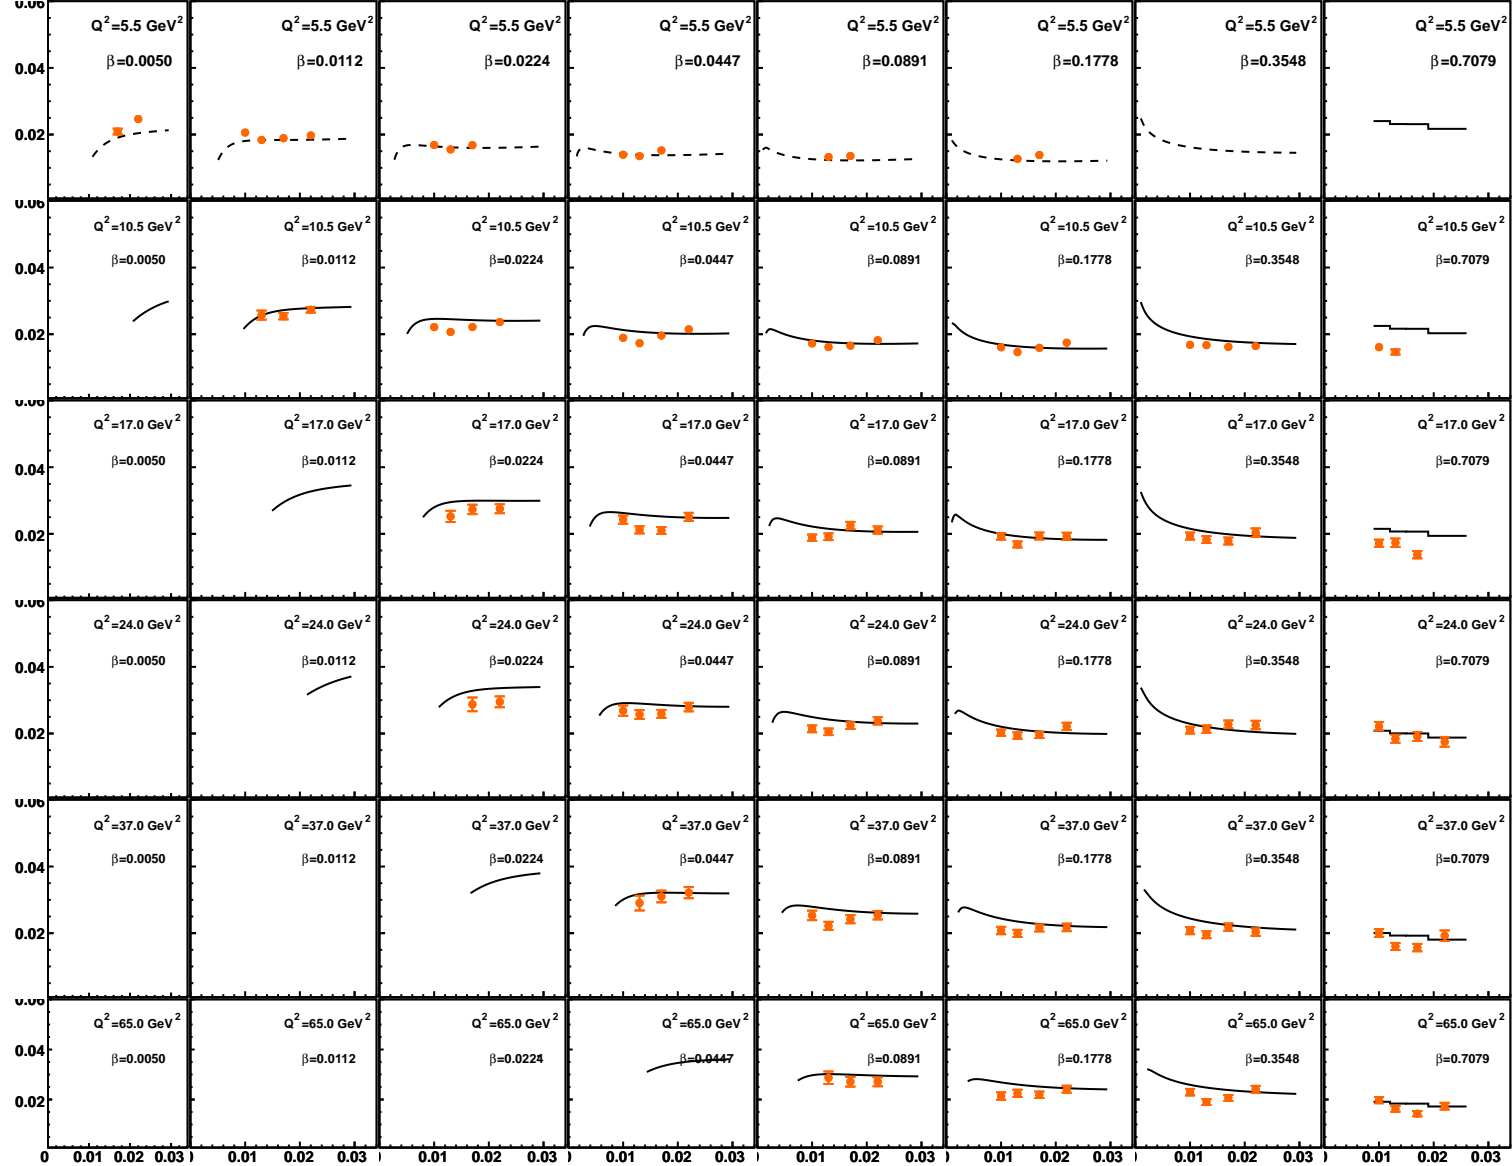 0.06
Q²=5.5 GeV² Q²=5.5 GeV² Q²=5.5 GeV² Q²=5.5 GeV² Q²=5.5 GeV² Q²=5.5 GeV² Q²=5.5 GeV² Q²=5.5 GeV²
0.04 β=0.0050 β=0.0112 β=0.0224 β=0.0447 β=0.0891 β=0.1778 β=0.3548 β=0.7079
0.02
0.06
Q²=10.5 GeV² Q²=10.5 GeV² Q²=10.5 GeV² Q²=10.5 GeV² Q²=10.5 GeV² Q²=10.5 GeV² Q²=10.5 GeV² Q²=10.5 GeV²
0.04 β=0.0050 β=0.0112 β=0.0224 β=0.0447 β=0.0891 β=0.1778 β=0.3548 β=0.7079
0.02
0.06
Q²=17.0 GeV² Q²=17.0 GeV² Q²=17.0 GeV² Q²=17.0 GeV² Q²=17.0 GeV² Q²=17.0 GeV² Q²=17.0 GeV² Q²=17.0 GeV²
0.04 β=0.0050 β=0.0112 β=0.0224 β=0.0447 β=0.0891 β=0.1778 β=0.3548 β=0.7079
0.02
0.06
Q²=24.0 GeV² Q²=24.0 GeV² Q²=24.0 GeV² Q²=24.0 GeV² Q²=24.0 GeV² Q²=24.0 GeV² Q²=24.0 GeV² Q²=24.0 GeV²
0.04 β=0.0050 β=0.0112 β=0.0224 β=0.0447 β=0.0891 β=0.1778 β=0.3548 β=0.7079
0.02
0.06
Q²=37.0 GeV² Q²=37.0 GeV² Q²=37.0 GeV² Q²=37.0 GeV² Q²=37.0 GeV² Q²=37.0 GeV² Q²=37.0 GeV² Q²=37.0 GeV²
0.04 β=0.0050 β=0.0112 β=0.0224 β=0.0447 β=0.0891 β=0.1778 β=0.3548 β=0.7079
0.02
0.06
Q²=65.0 GeV² Q²=65.0 GeV² Q²=65.0 GeV² Q²=65.0 GeV² Q²=65.0 GeV² Q²=65.0 GeV² Q²=65.0 GeV² Q²=65.0 GeV²
0.04 β=0.0050 β=0.0112 β=0.0224 β=0.0447 β=0.0891 β=0.1778 β=0.3548 β=0.7079
0.02
0 0.01 0.02 0.03 0.01 0.02 0.03 0.01 0.02 0.03 0.01 0.02 0.03 0.01 0.02 0.03 0.01 0.02 0.03 0.01 0.02 0.03 0.01 0.02 0.03